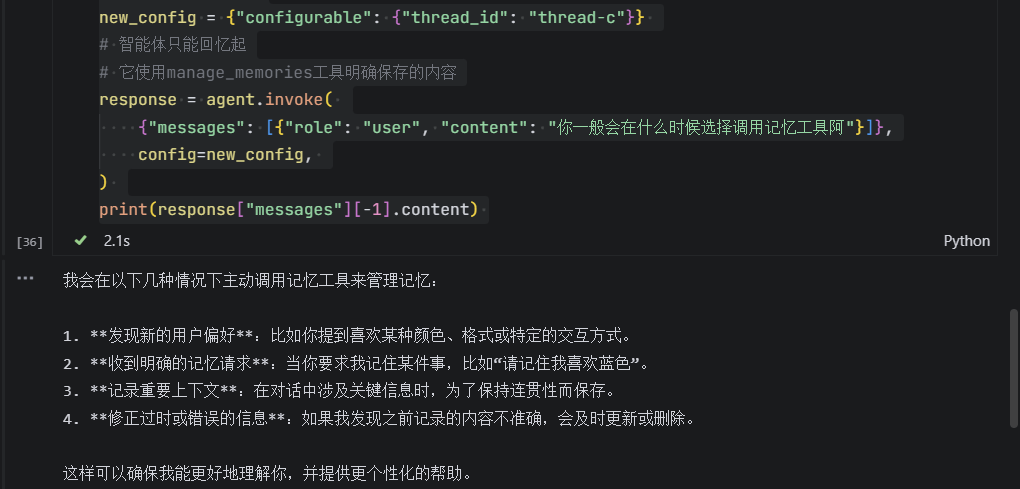 new_config = {"configurable": {"thread_id": "thread-c"}}
# 智能体只能回忆起
# 它使用manage_memories工具明确保存的内容
response = agent.invoke(
    {"messages": [{"role": "user", "content": "你一般会在什么时候选择调用记忆工具阿"}]},
    config=new_config,
)
print(response["messages"][-1].content)
[36] 2.1s Python
我会在以下几种情况下主动调用记忆工具来管理记忆：
1. **发现新的用户偏好**：比如你提到喜欢某种颜色、格式或特定的交互方式。
2. **收到明确的记忆请求**：当你要求我记住某件事，比如“请记住我喜欢蓝色”。
3. **记录重要上下文**：在对话中涉及关键信息时，为了保持连贯性而保存。
4. **修正过时或错误的信息**：如果我发现之前记录的内容不准确，会及时更新或删除。
这样可以确保我能更好地理解你，并提供更个性化的帮助。